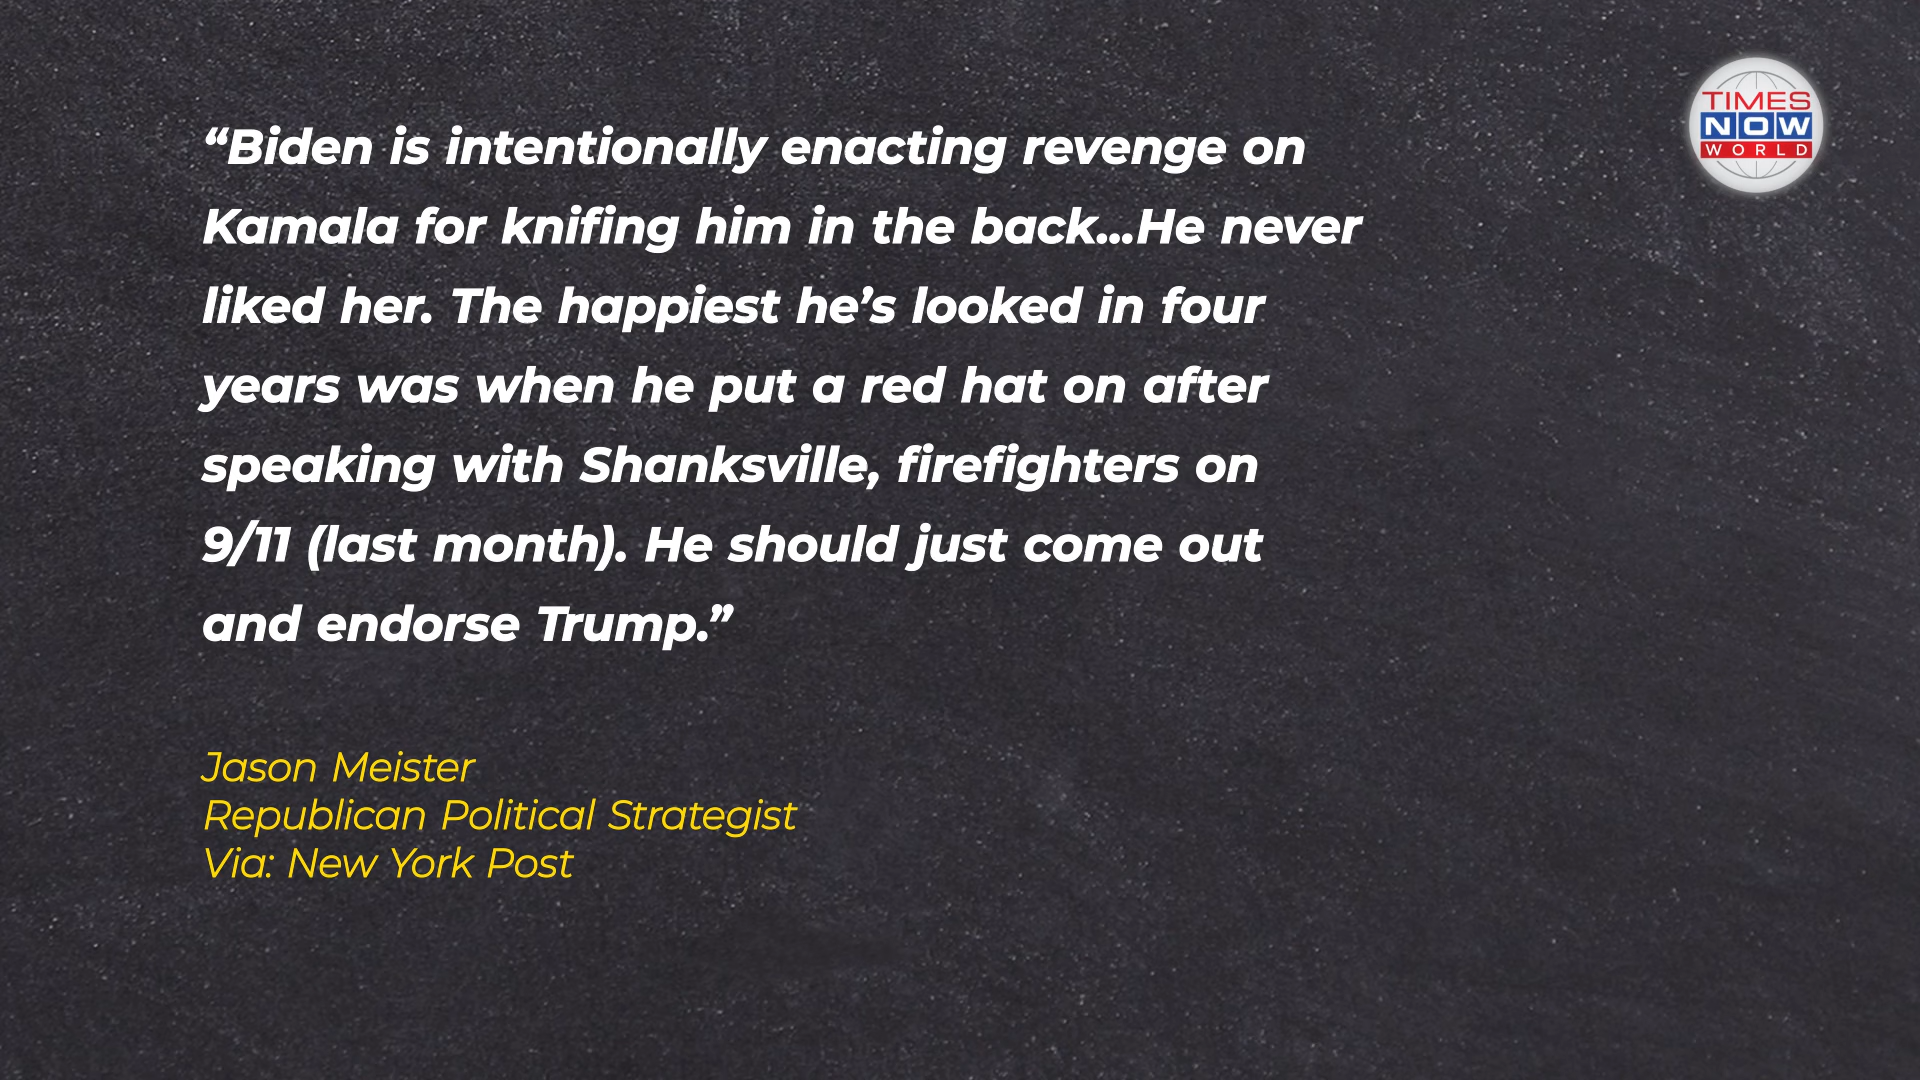 “Biden is intentionally enacting revenge on
Kamala for knifing him in the back...He never
liked her. The happiest he’s looked in four
years was when he put a red hat on after
speaking with Shanksville, firefighters on
9/11 (last month). He should just come out
and endorse Trump.”
Jason Meister
Republican Political Strategist
Via: New York Post
TIMES
NOW
WORLD